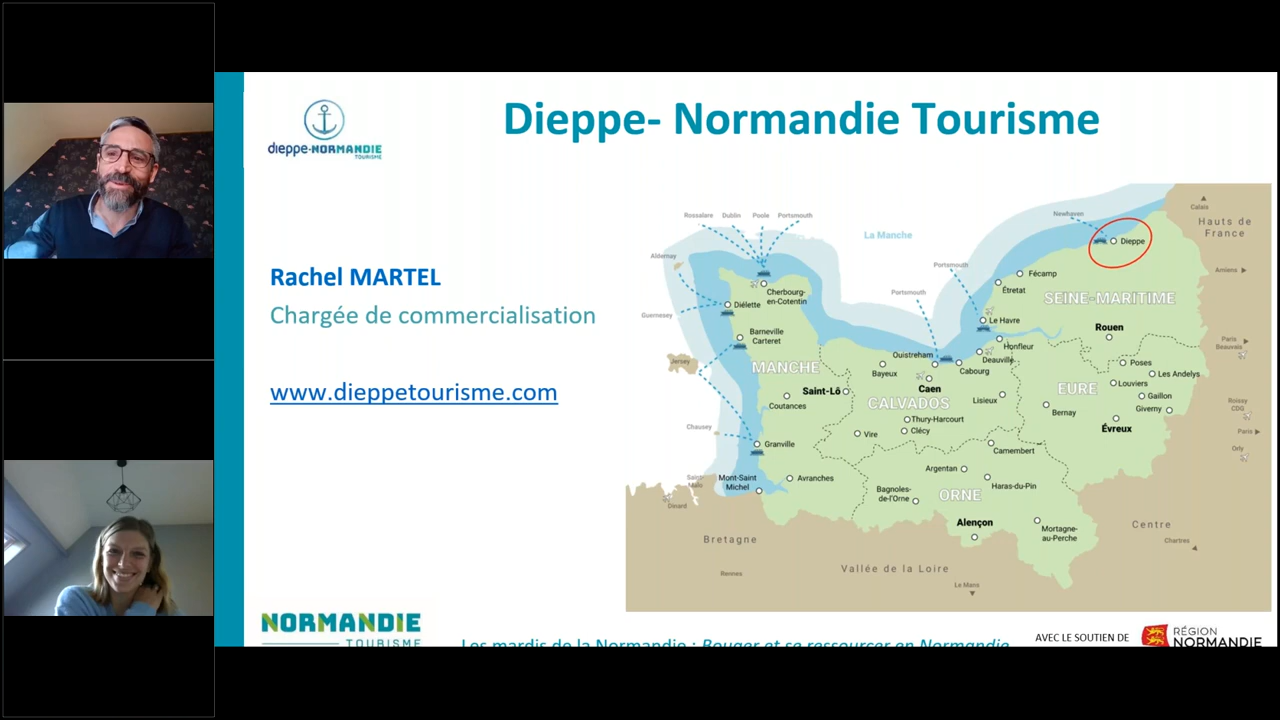 Dieppe- Normandie Tourisme
dieppe-NORMANDIE
TOURISME
Rachel MARTEL
Chargée de commercialisation
www.dieppetourisme.com
Rossalare
Dublin
Poole
Portsmouth
Newhaven
La Manche
Calais
Hauts de
France
Dieppe
Aldernay
Portsmouth
Amiens
Fécamp
Cherbourg-
en-Cotentin
Étretat
Portsmouth
SEINE-MARITIME
Diélette
Guernesey
Le Havre
Rouen
Barneville
Carteret
Honfleur
Paris
Beauvais
Ouistreham
Deauville
Jersey
MANCHE
Bayeux
Cabourg
Poses
Les Andelys
Caen
Louviers
Saint-Lô
EURE
CALVADOS
Lisieux
Gaillon
Coutances
Bernay
Giverny
Roissy
CDG
Thury-Harcourt
Évreux
Chausey
Vire
Clécy
Paris
Granville
Camembert
Orly
Argentan
Saint-
Malo
Mont-Saint
Michel
Avranches
Haras-du-Pin
Bagnoles-
de-l'Orne
ORNE
Dinard
Alençon
Mortagne-
au-Perche
Centre
Bretagne
Chartres
Vallée de la Loire
Rennes
Le Mans
NORMANDIE
TOURISME
Les mardis de la Normandie : Bouger et se ressourcer en Normandie
AVEC LE SOUTIEN DE
RÉGION
NORMANDIE